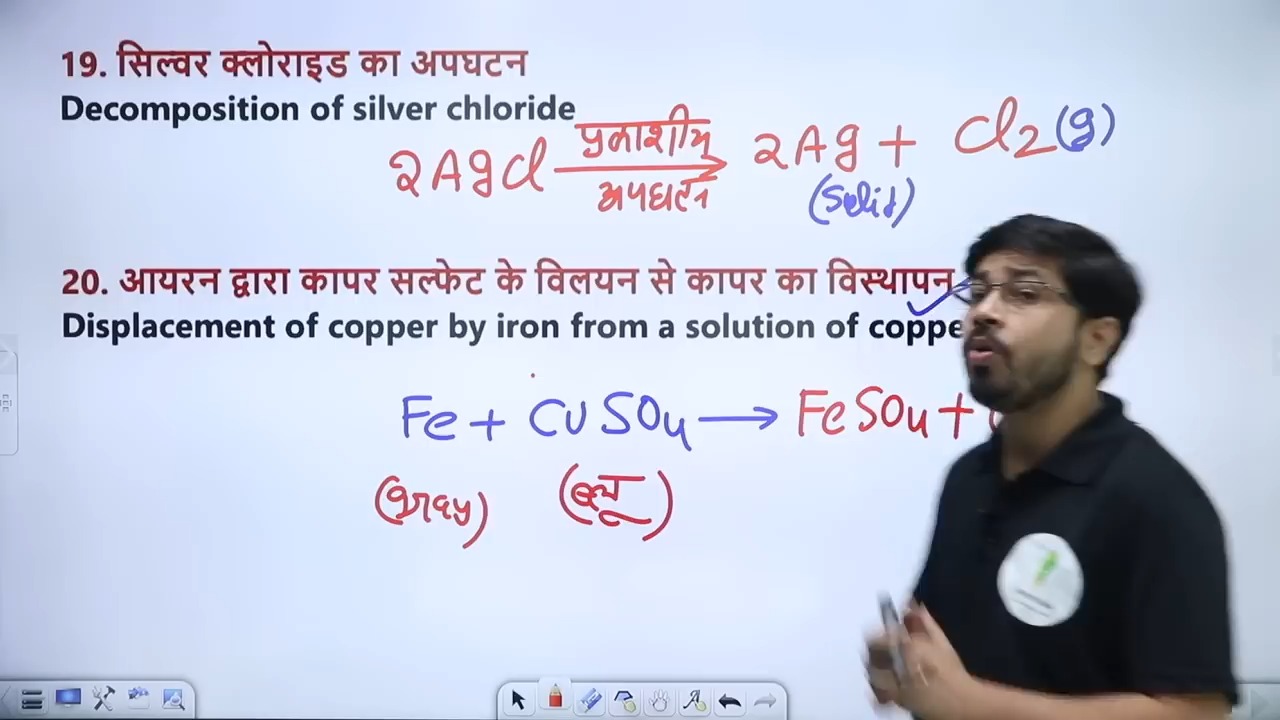 19. सिल्वर क्लोराइड का अपघटन
Decomposition of silver chloride
2AgCl प्रकाशीय अपघटन 2Ag + Cl2 (g)
(Solid)
20. आयरन द्वारा कापर सल्फेट के विलयन से कापर का विस्थापन
Displacement of copper by iron from a solution of coppe
Fe + CuSO4 → FeSO4 +
(gray) (ब्लू)